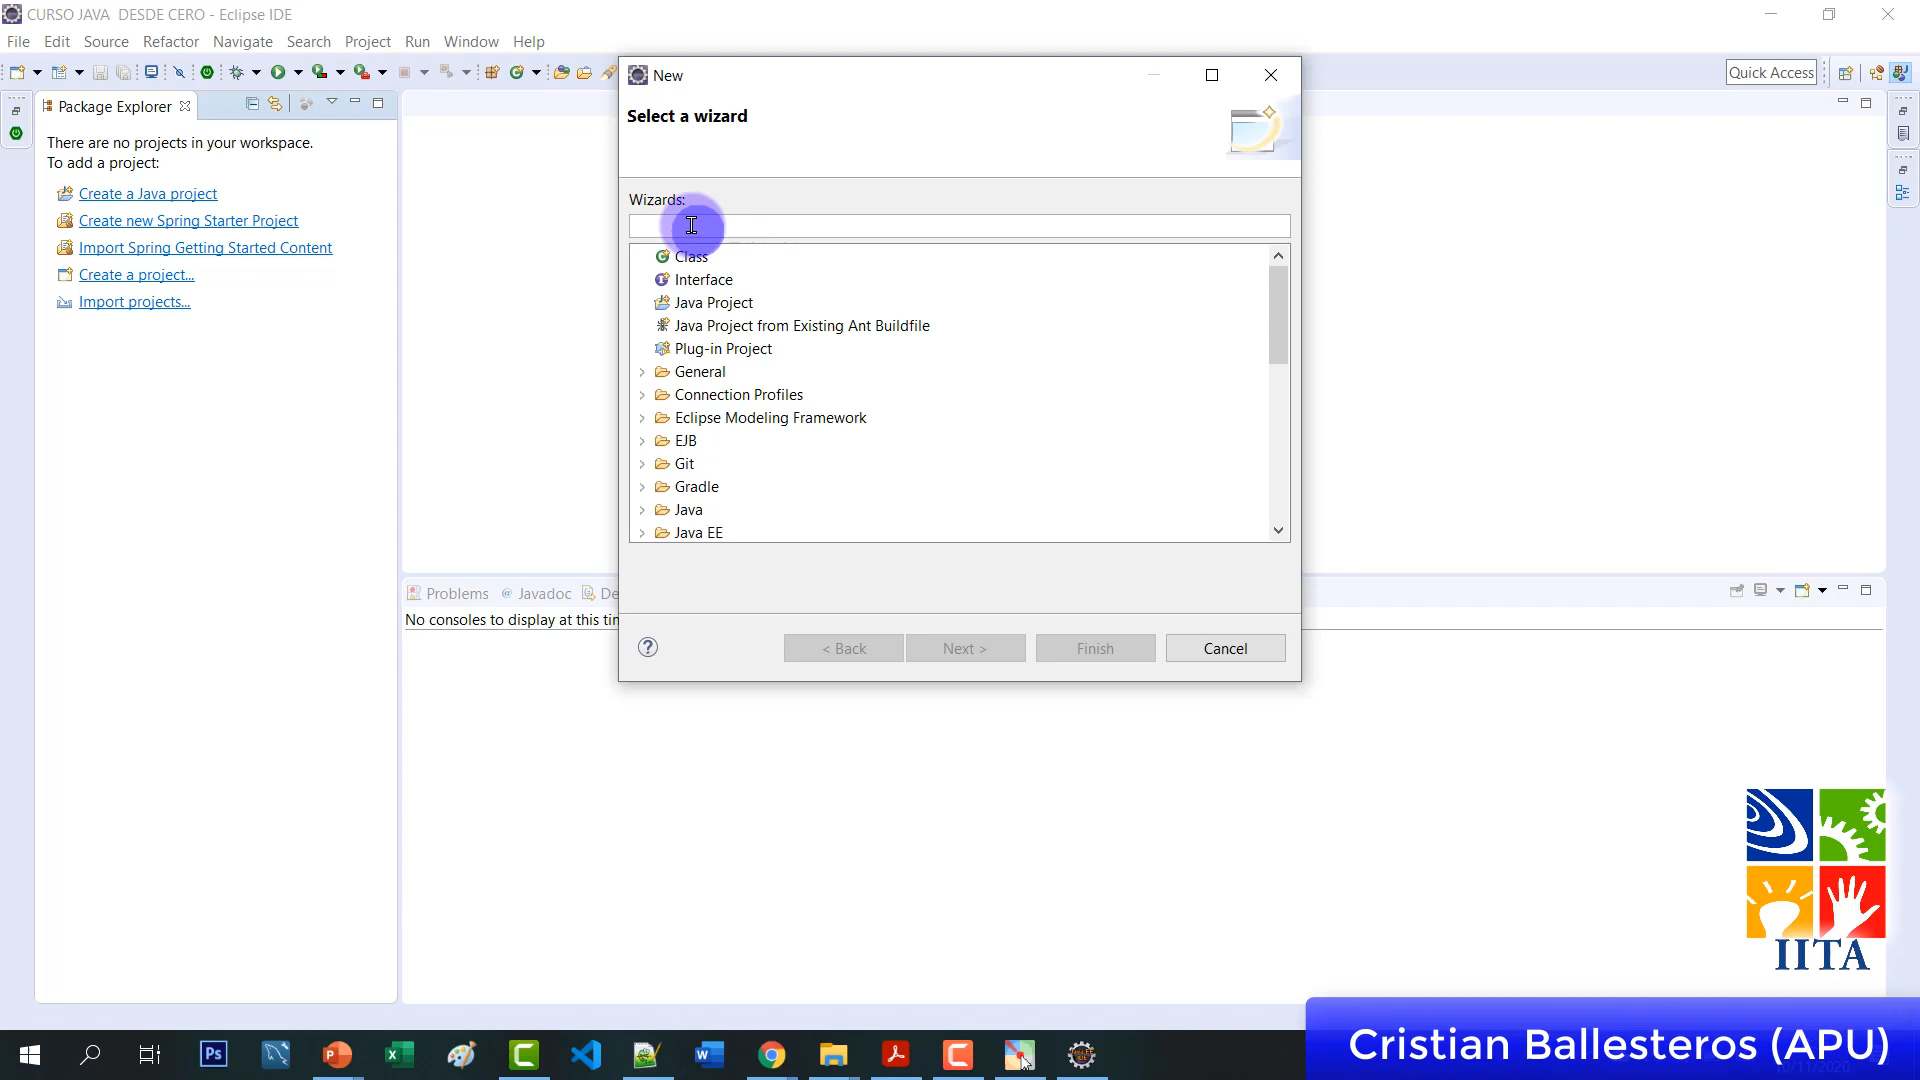 CURSO JAVA  DESDE CERO - Eclipse IDE
File Edit Source Refactor Navigate Search Project Run Window Help
Quick Access
Package Explorer
There are no projects in your workspace.
To add a project:
Create a Java project
Create new Spring Starter Project
Import Spring Getting Started Content
Create a project...
Import projects...
New
Select a wizard
Wizards:
Class
Interface
Java Project
Java Project from Existing Ant Buildfile
Plug-in Project
General
Connection Profiles
Eclipse Modeling Framework
EJB
Git
Gradle
Java
Java EE
< Back Next > Finish Cancel
Problems @ Javadoc De
No consoles to display at this tin
IITA
Cristian Ballesteros (APU)
Ps